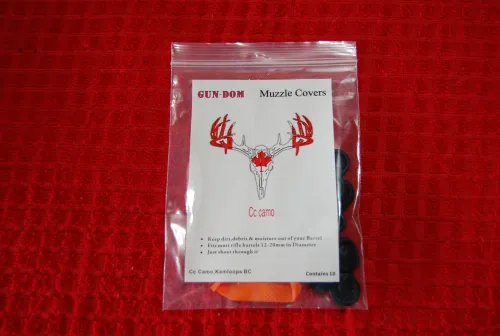 GUN-DOM Muzzle Covers
Cc camo
Keep dirt,debris & moisture out of your Barrel
Fits most rifle barrels 12-20mm in Diameter
Just shoot through it
Cc Camo,Kamloops BC Contains 10